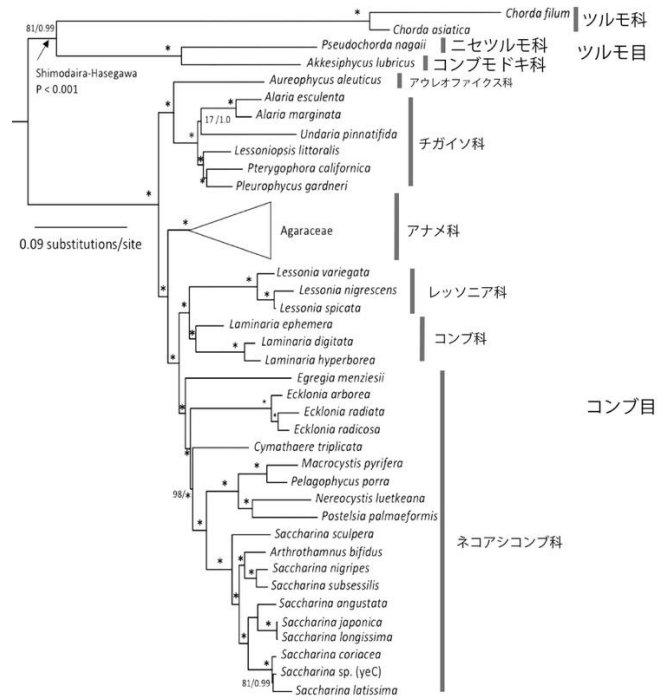 Chorda filum
ツルモ科
Chorda asiatica
81/0.99
Pseudochorda nagaii
ニセツルモ科
ツルモ目
Akkesiphycus lubricus
コンブモドキ科
Shimodaira-Hasegawa
P < 0.001
Aureophycus aleuticus
アウレオファイクス科
Alaria esculenta
Alaria marginata
17/1.0
Undaria pinnatifida
Lessoniopsis littoralis
チガイソ科
Pterygophora californica
Pleurophycus gardneri
0.09 substitutions/site
Agaraceae
アナメ科
Lessonia variegata
Lessonia nigrescens
レッソニア科
Lessonia spicata
Laminaria ephemera
Laminaria digitata
コンブ科
Laminaria hyperborea
Egregia menziesii
Ecklonia arborea
コンブ目
Ecklonia radiata
Ecklonia radicosa
Cymathaere triplicata
Macrocystis pyrifera
Pelagophycus porra
98/*
Nereocystis luetkeana
Postelsia palmaeformis
Saccharina sculpera
ネコアシコンブ科
Arthrothamnus bifidus
Saccharina nigripes
Saccharina subsessilis
Saccharina angustata
Saccharina japonica
Saccharina longissima
Saccharina coriacea
Saccharina sp. (yeC)
81/0.99
Saccharina latissima